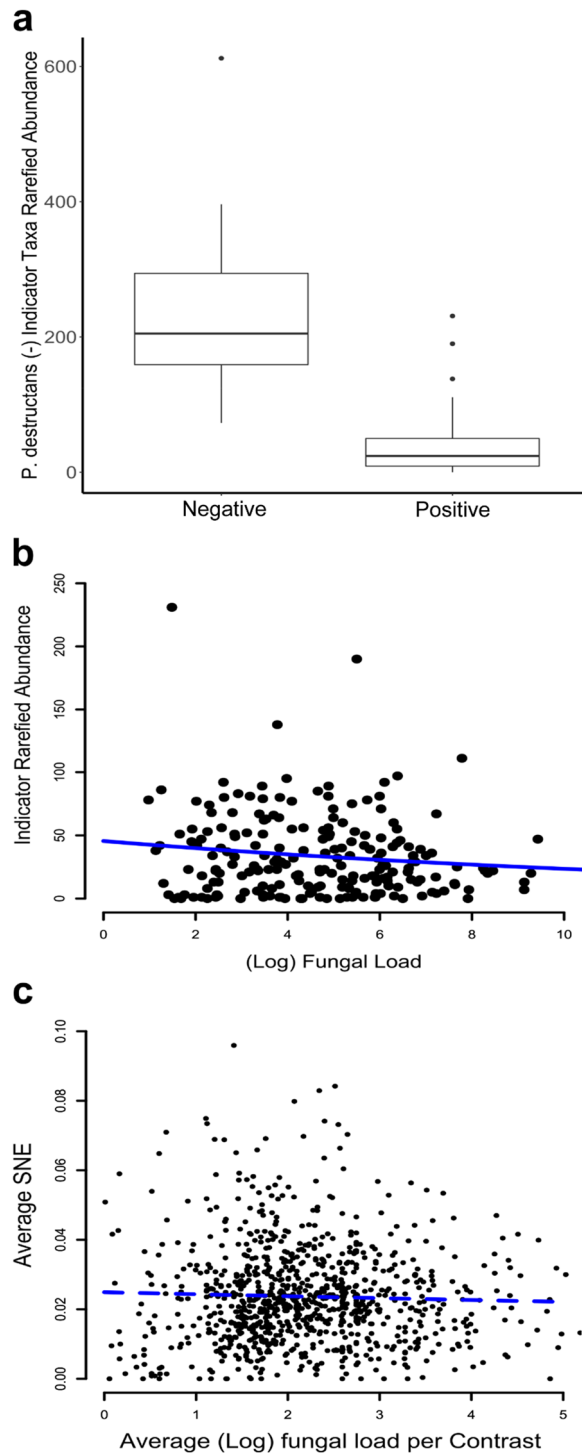 a
P. destructans (-) Indicator Taxa Rarefied Abundance
600
400
200
0
Negative Positive
b
Indicator Rarefied Abundance
250
200
150
100
50
0
0 2 4 6 8 10
(Log) Fungal Load
c
Average SNE
0.10
0.08
0.06
0.04
0.02
0.00
0 1 2 3 4 5
Average (Log) fungal load per Contrast